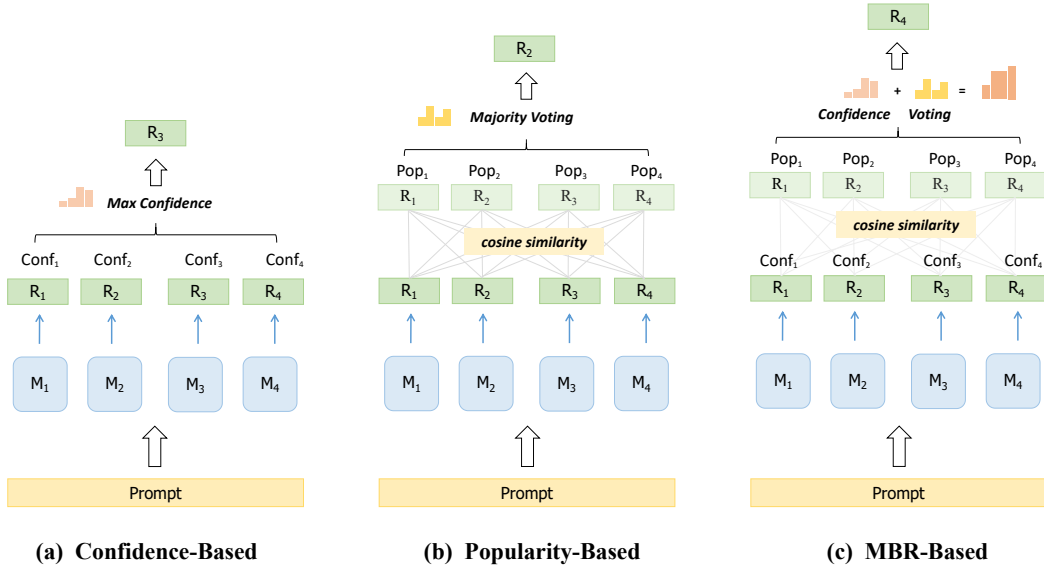 R₃
Max Confidence
Conf₁ Conf₂ Conf₃ Conf₄
R₁ R₂ R₃ R₄
M₁ M₂ M₃ M₄
Prompt
(a) Confidence-Based
R₂
Majority Voting
Pop₁ Pop₂ Pop₃ Pop₄
R₁ R₂ R₃ R₄
cosine similarity
R₁ R₂ R₃ R₄
M₁ M₂ M₃ M₄
Prompt
(b) Popularity-Based
R₄
+ =
Confidence Voting
Pop₁ Pop₂ Pop₃ Pop₄
R₁ R₂ R₃ R₄
cosine similarity
Conf₁ Conf₂ Conf₃ Conf₄
R₁ R₂ R₃ R₄
M₁ M₂ M₃ M₄
Prompt
(c) MBR-Based